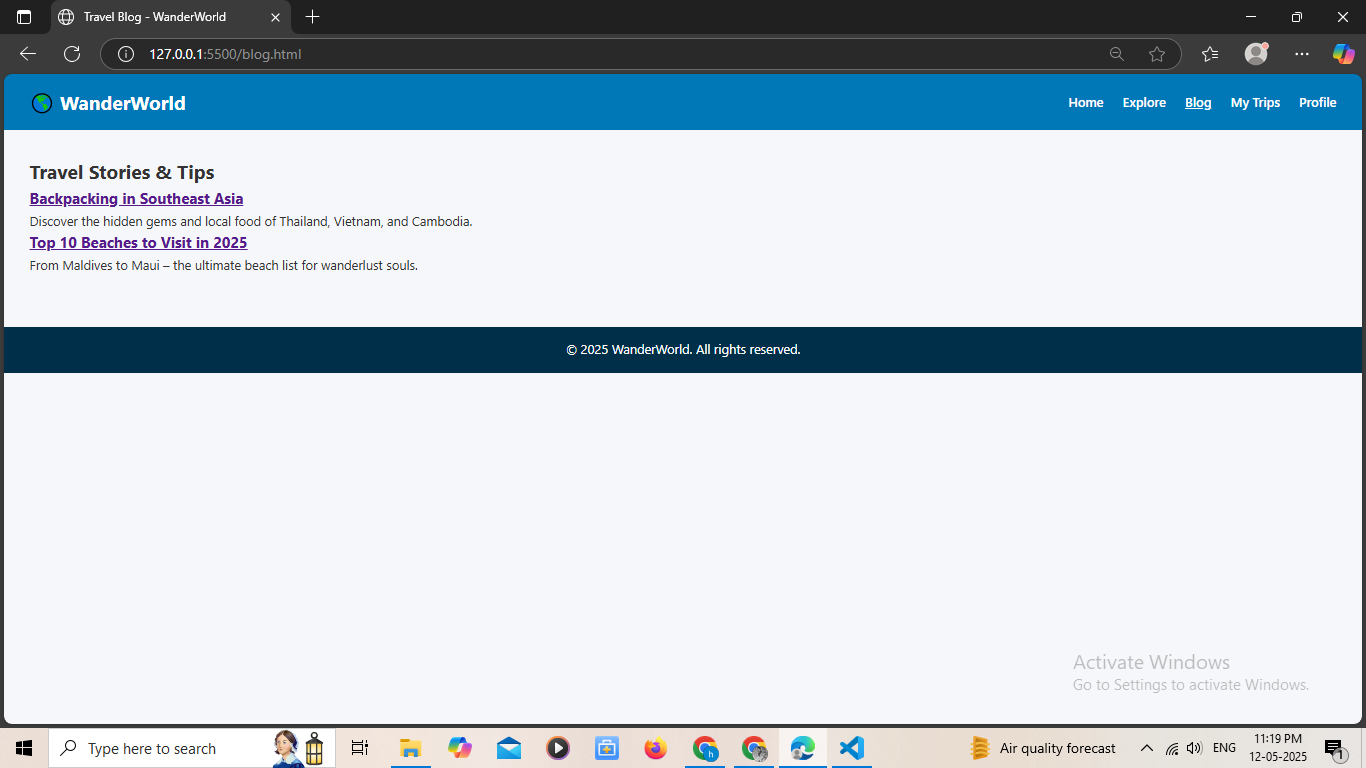 Travel Blog - WanderWorld
127.0.0.1:5500/blog.html
WanderWorld
Home Explore Blog My Trips Profile
Travel Stories & Tips
Backpacking in Southeast Asia
Discover the hidden gems and local food of Thailand, Vietnam, and Cambodia.
Top 10 Beaches to Visit in 2025
From Maldives to Maui – the ultimate beach list for wanderlust souls.
© 2025 WanderWorld. All rights reserved.
Activate Windows
Go to Settings to activate Windows.
Type here to search
h
Air quality forecast
ENG
11:19 PM
12-05-2025
1